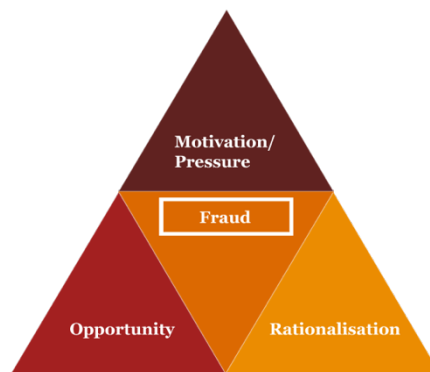 Motivation/
Pressure
Fraud
Opportunity
Rationalisation